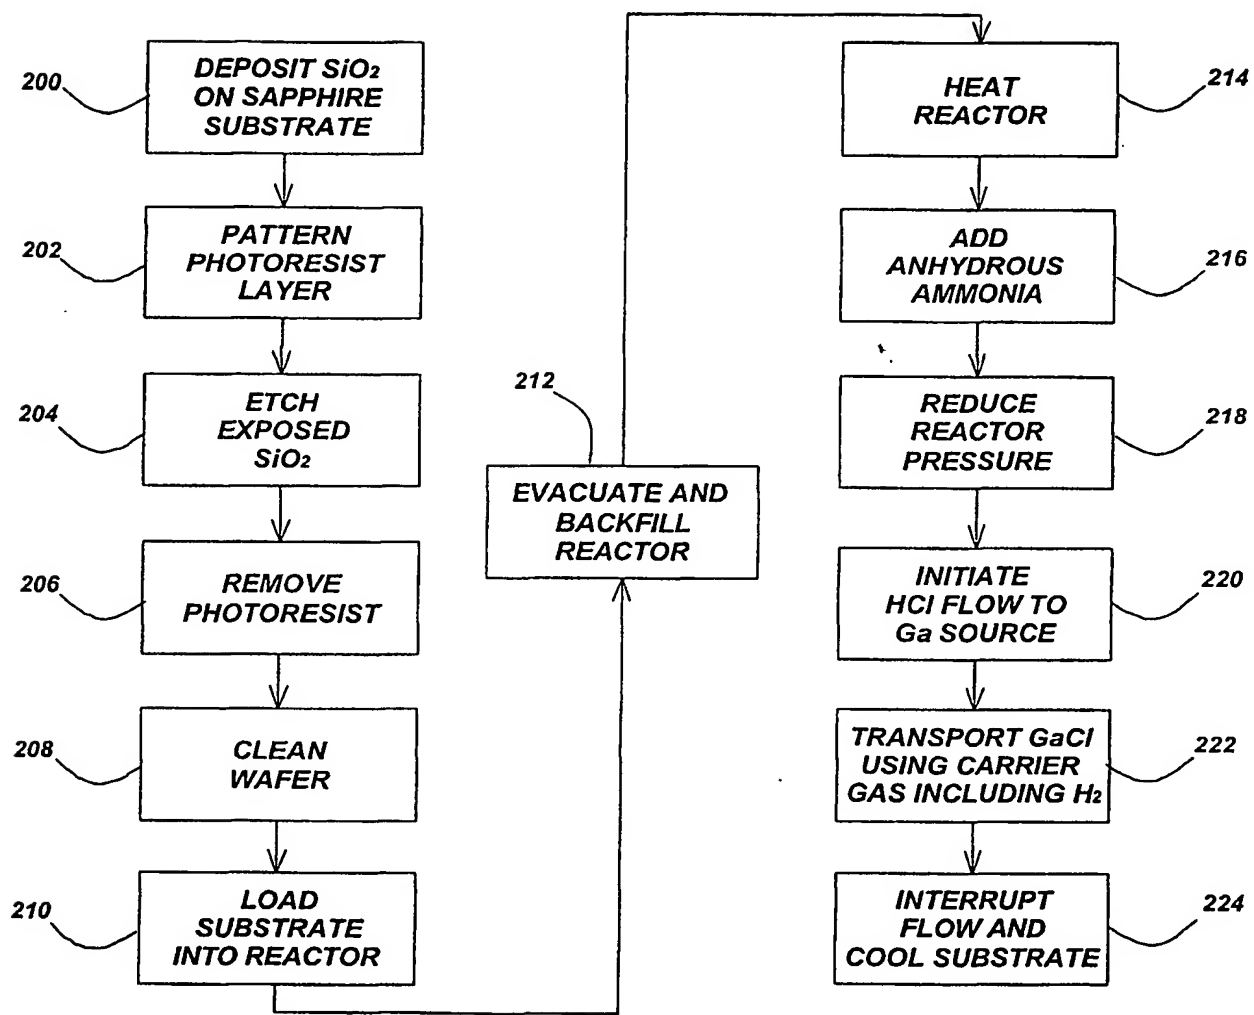 200
DEPOSIT SiO2
ON SAPPHIRE
SUBSTRATE
202
PATTERN
PHOTORESIST
LAYER
204
ETCH
EXPOSED
SiO2
206
REMOVE
PHOTORESIST
208
CLEAN
WAFER
210
LOAD
SUBSTRATE
INTO REACTOR
212
EVACUATE AND
BACKFILL
REACTOR
214
HEAT
REACTOR
216
ADD
ANHYDROUS
AMMONIA
218
REDUCE
REACTOR
PRESSURE
220
INITIATE
HCl FLOW TO
Ga SOURCE
222
TRANSPORT GaCl
USING CARRIER
GAS INCLUDING H2
224
INTERRUPT
FLOW AND
COOL SUBSTRATE